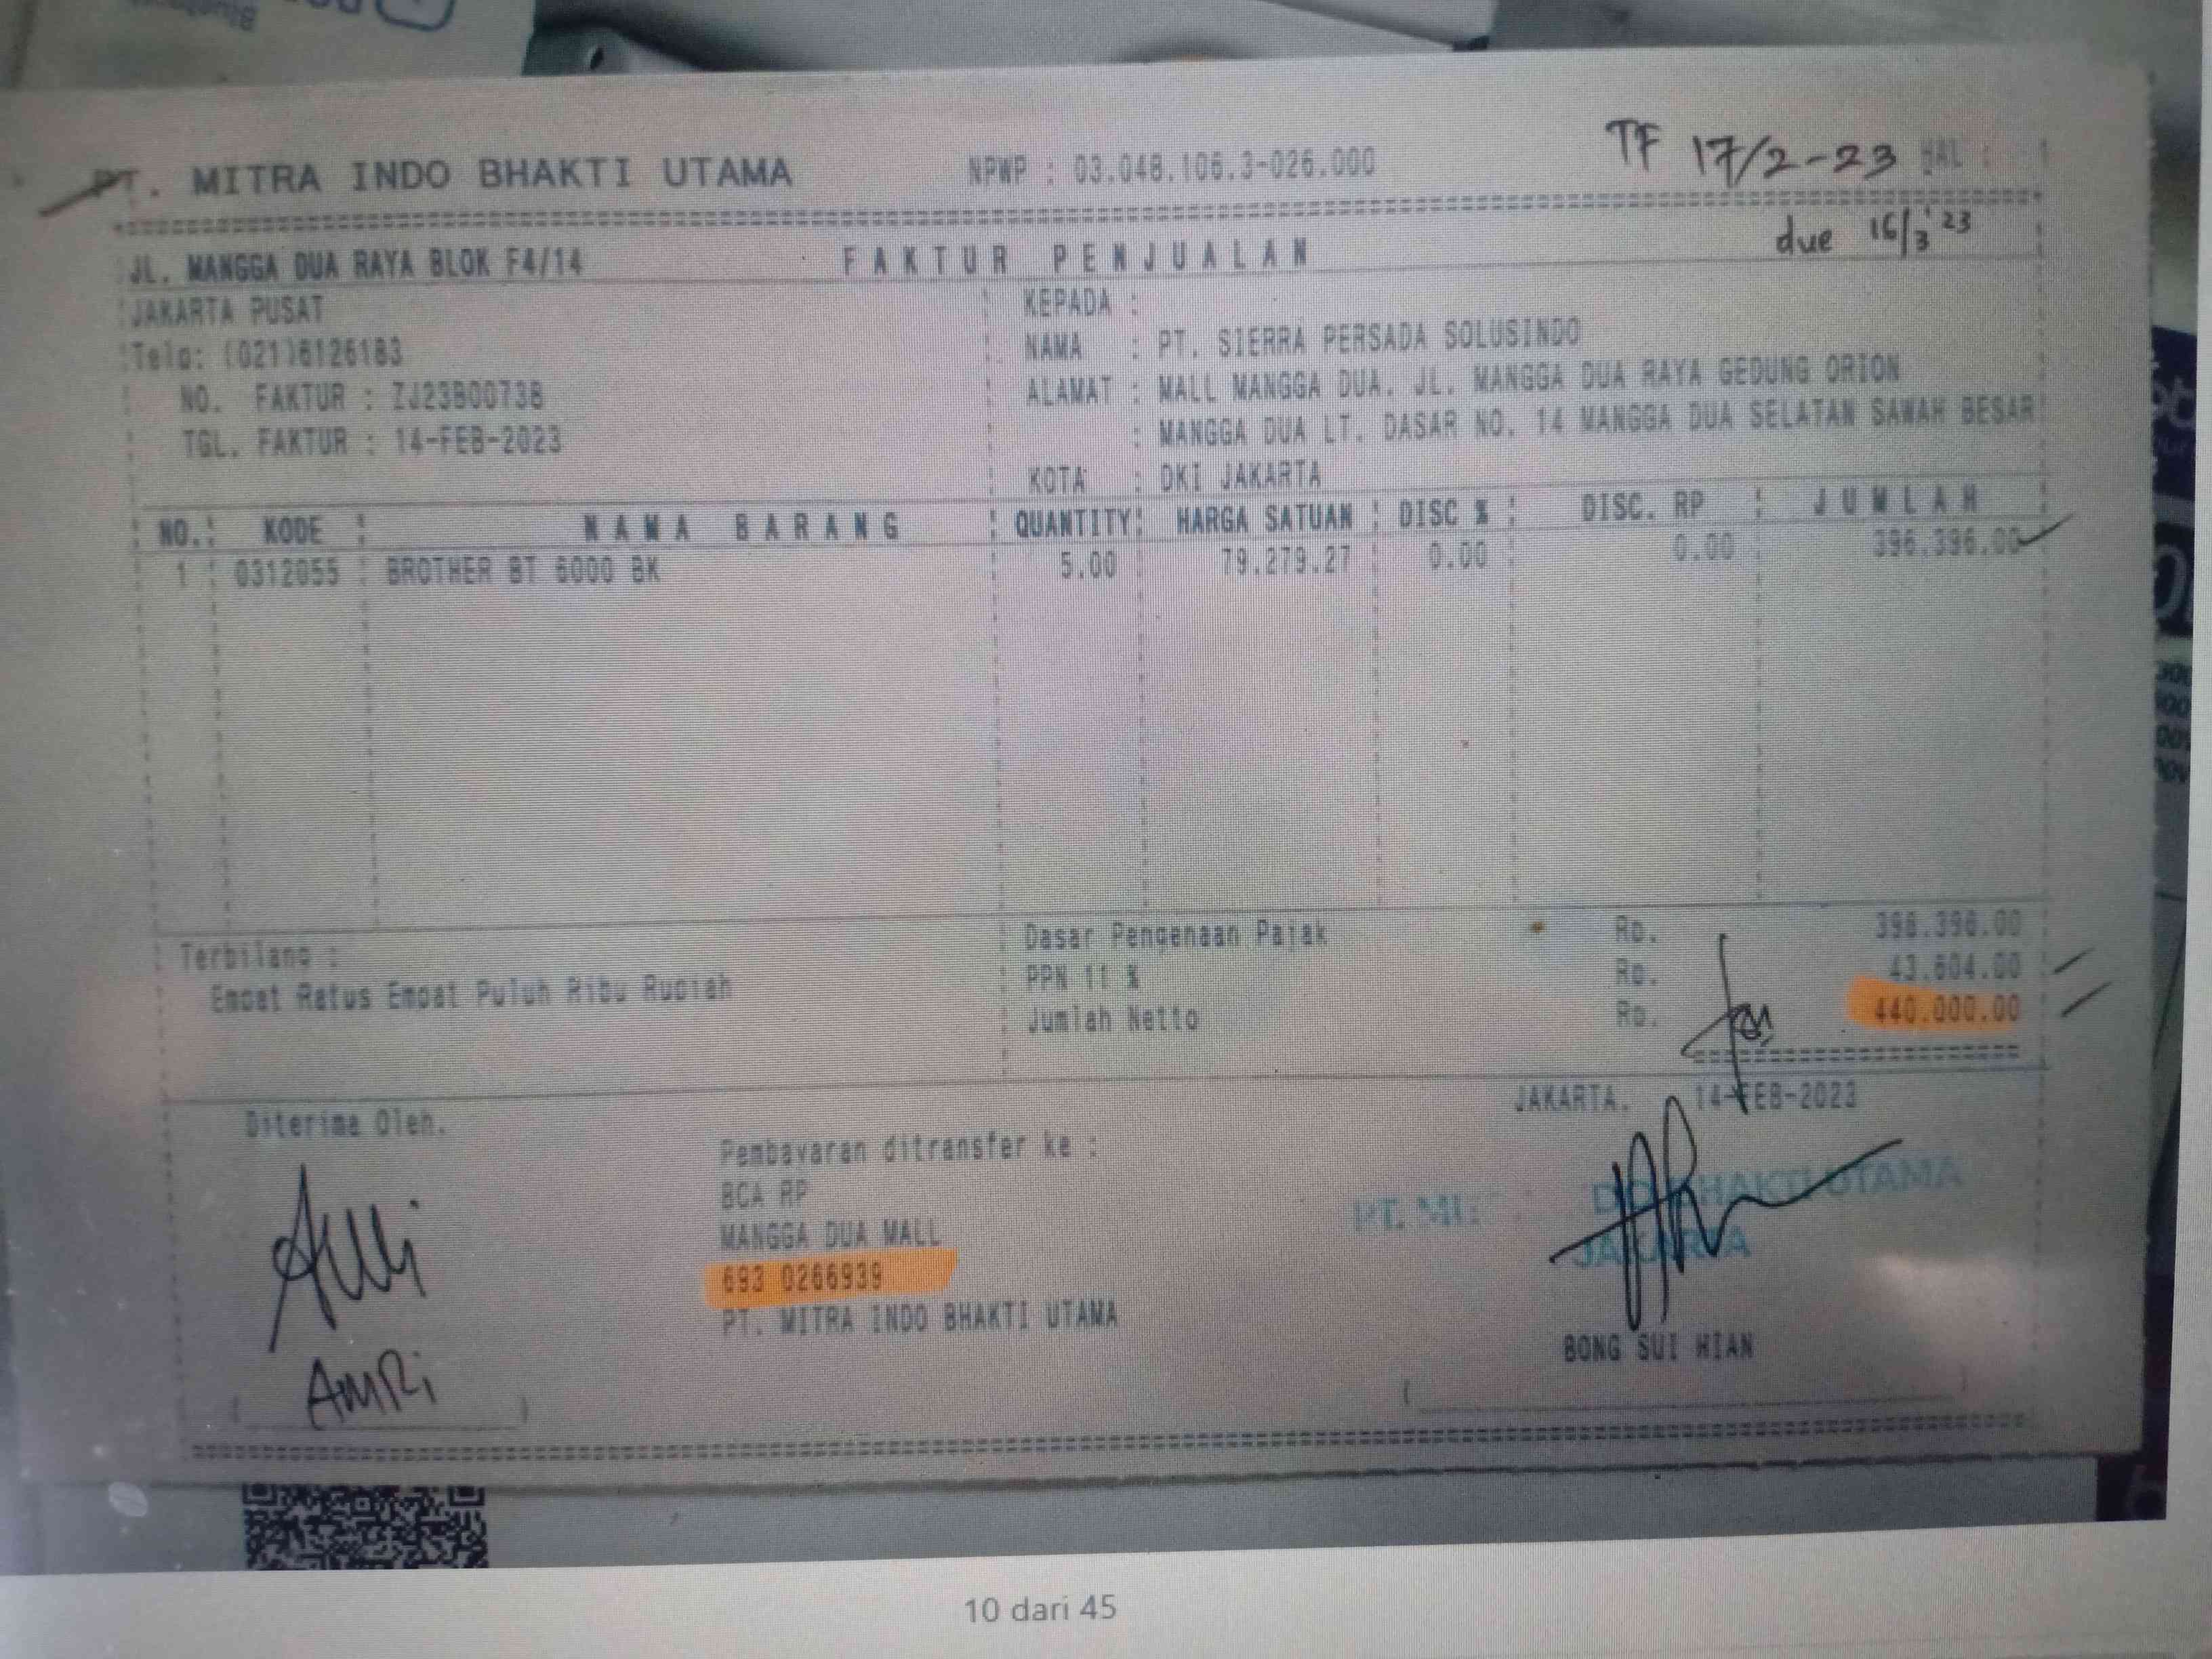 PT. MITRA INDO BHAKTI UTAMA NPWP : 03.048.106.3-026.000 TF 17/2-23 HAL :
JL. MANGGA DUA RAYA BLOK F4/14 FAKTUR PENJUALAN due 16/3'23
JAKARTA PUSAT KEPADA :
Telp: (021)6126183 NAMA : PT. SIERRA PERSADA SOLUSINDO
NO. FAKTUR : ZJ23B00738 ALAMAT : MALL MANGGA DUA. JL. MANGGA DUA RAYA GEDUNG ORION
TGL. FAKTUR : 14-FEB-2023 : MANGGA DUA LT. DASAR NO. 14 MANGGA DUA SELATAN SAWAH BESAR
KOTA : DKI JAKARTA
NO. KODE NAMA BARANG QUANTITY HARGA SATUAN DISC % DISC. RP JUMLAH
1 0312055 BROTHER BT 6000 BK 5.00 79.279.27 0.00 0.00 396.396.00
Terbilang : Dasar Pengenaan Pajak Rp. 396.396.00
Empat Ratus Empat Puluh Ribu Rupiah PPN 11 % Rp. 43.604.00
Jumlah Netto Rp. 440.000.00
JAKARTA. 14-FEB-2023
Diterima Oleh.
Pembayaran ditransfer ke :
BCA RP
MANGGA DUA MALL
693 0266939
PT. MITRA INDO BHAKTI UTAMA
BHAKTI UTAMA
JAKARTA
BONG SUI HIAN
AMRi
10 dari 45